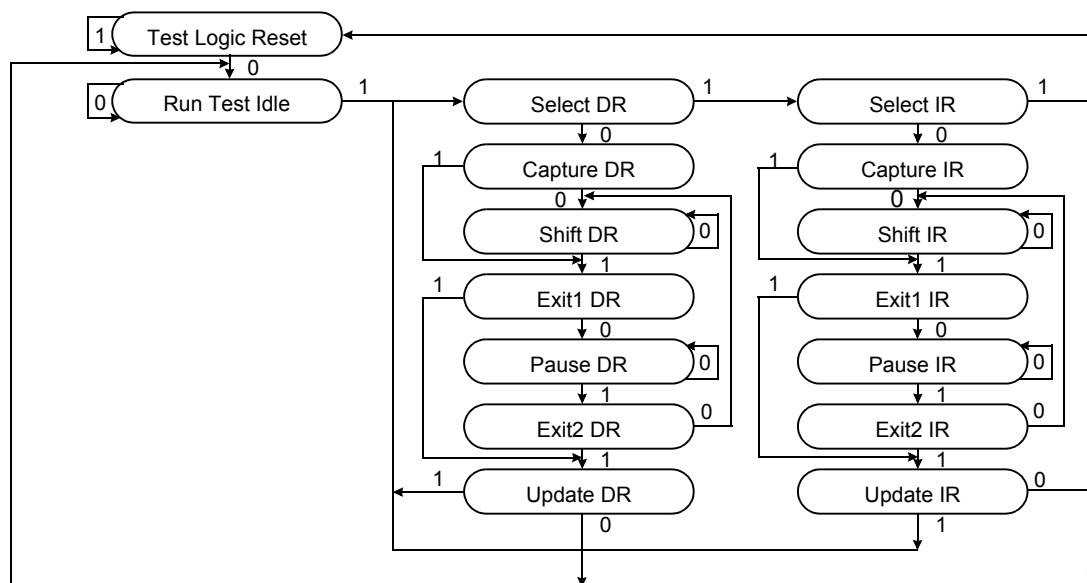 Test Logic Reset
1
0
Run Test Idle
0
1
Select DR
1
Select IR
1
0
0
1
Capture DR
1
Capture IR
0
0
Shift DR
0
Shift IR
0
1
1
1
Exit1 DR
1
Exit1 IR
0
0
Pause DR
0
Pause IR
0
1
1
Exit2 DR
0
Exit2 IR
0
1
1
1
Update DR
Update IR
0
0
1